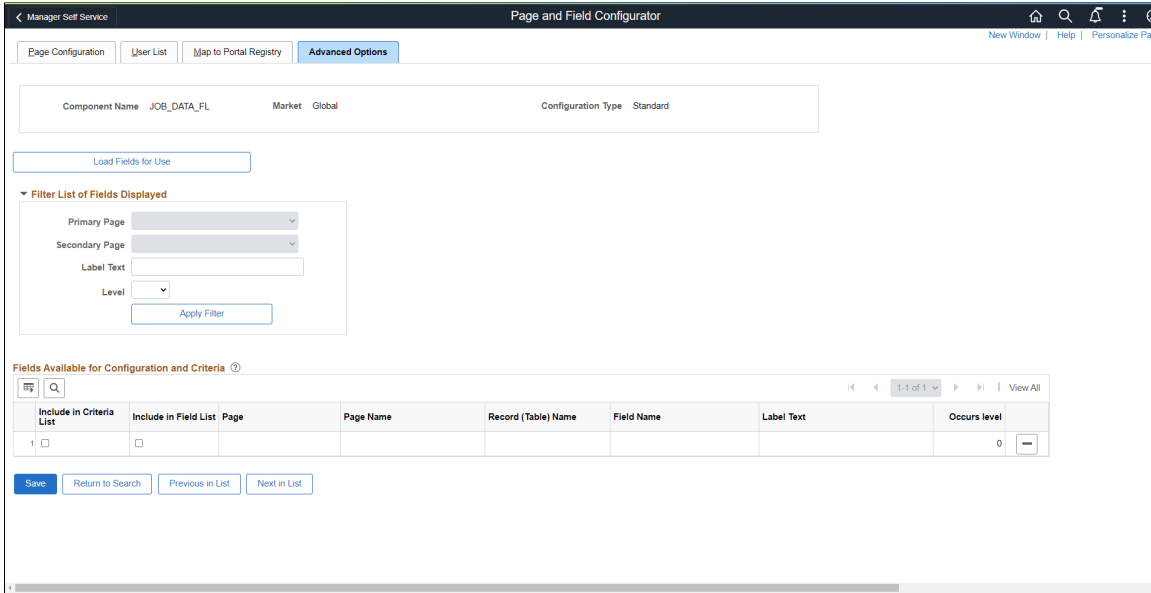 Manager Self Service
Page and Field Configurator
New Window | Help | Personalize Pa
Page Configuration
User List
Map to Portal Registry
Advanced Options
Component Name JOB_DATA_FL Market Global Configuration Type Standard
Load Fields for Use
Filter List of Fields Displayed
Primary Page
Secondary Page
Label Text
Level
Apply Filter
Fields Available for Configuration and Criteria
1-1 of 1 | View All
Include in Criteria List Include in Field List Page Page Name Record (Table) Name Field Name Label Text Occurs level
1 0
Save Return to Search Previous in List Next in List